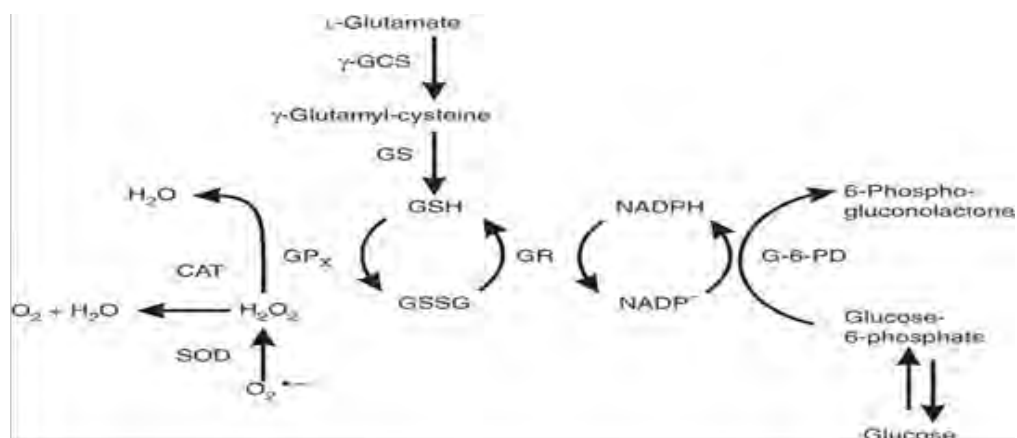 L-Glutamate
γ-GCS
γ-Glutamyl-cysteine
GS
H₂O
GSH
NADPH
6-Phospho-
gluconolactone
GPx
GR
G-6-PD
CAT
GSSG
NADP⁻
O₂ + H₂O
H₂O₂
Glucose-
6-phosphate
SOD
O₂•—
Glucose